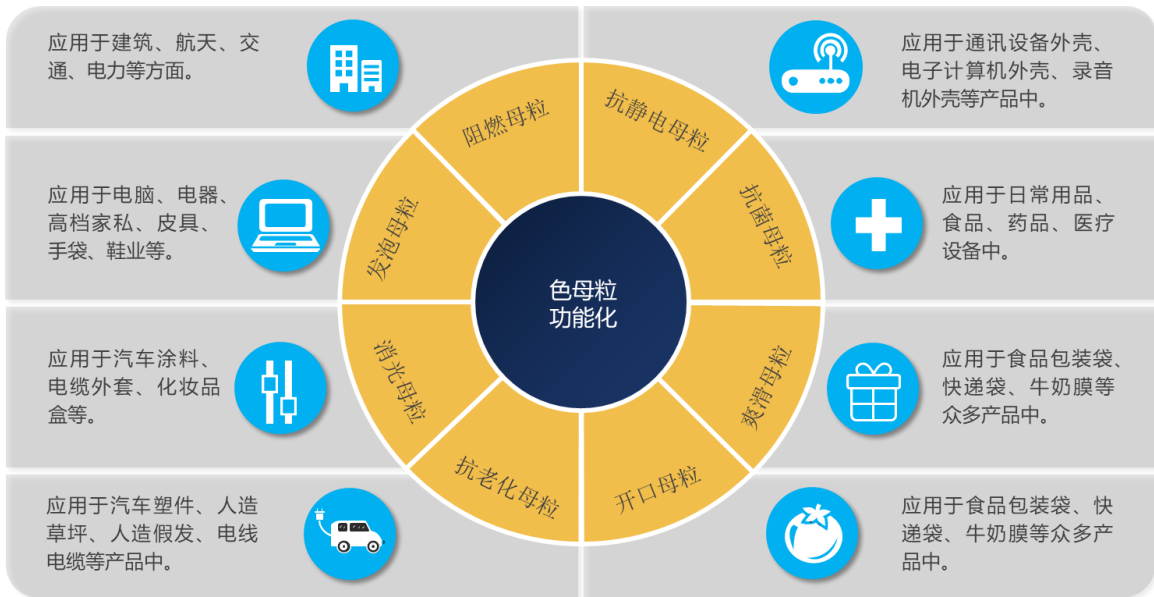 应用于建筑、航天、交
通、电力等方面。
应用于通讯设备外壳、
电子计算机外壳、录音
机外壳等产品中。
阻燃母粒
抗静电母粒
应用于电脑、电器、
高档家私、皮具、
手袋、鞋业等。
发泡母粒
抗菌母粒
应用于日常用品、
食品、药品、医疗
设备中。
色母粒
功能化
应用于汽车涂料、
电缆外套、化妆品
盒等。
消光母粒
爽滑母粒
应用于食品包装袋、
快递袋、牛奶膜等
众多产品中。
抗老化母粒
开口母粒
应用于汽车塑件、人造
草坪、人造假发、电线
电缆等产品中。
应用于食品包装袋、快
递袋、牛奶膜等众多产
品中。